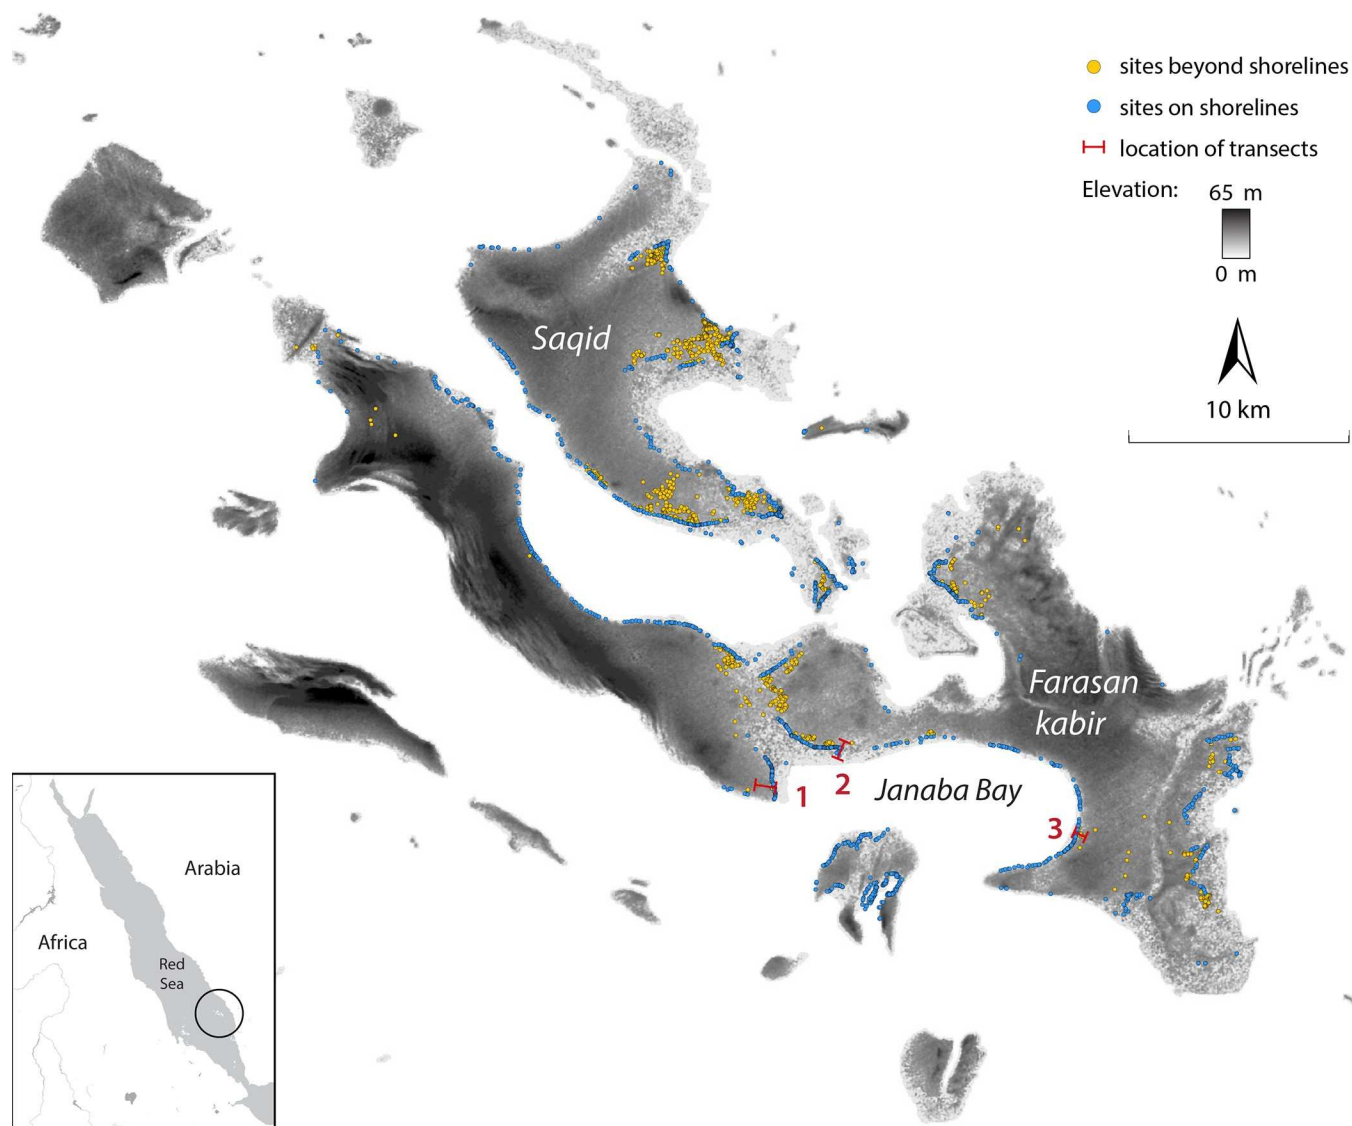 sites beyond shorelines
sites on shorelines
location of transects
Elevation: 65 m
0 m
10 km
Saqid
Farasan
kabir
Janaba Bay
1
2
3
Arabia
Africa
Red
Sea